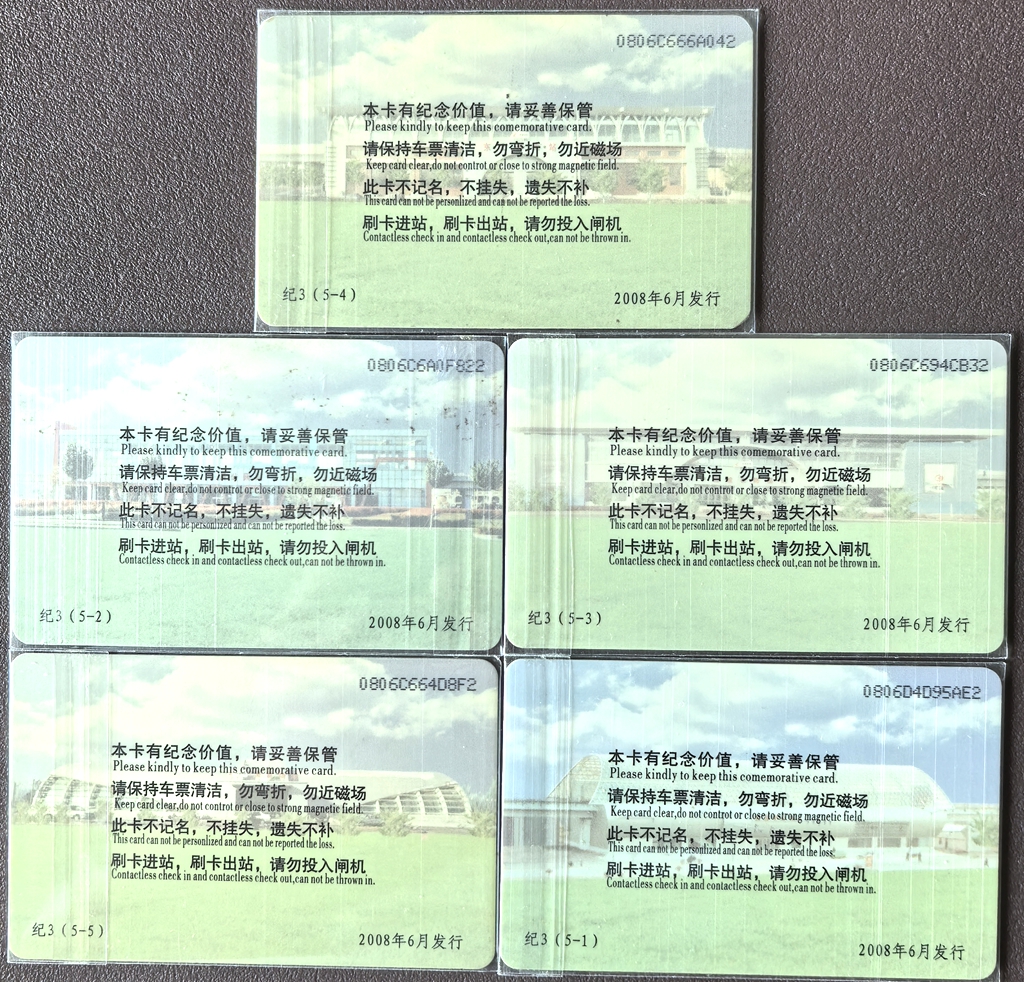 0806C666A042
本卡有纪念价值，请妥善保管
Please kindly to keep this comemorative card.
请保持车票清洁，勿弯折，勿近磁场
Keep card clear,do not control or close to strong magnetic field.
此卡不记名，不挂失，遗失不补
This card can not be personlized and can not be reported the loss.
刷卡进站，刷卡出站，请勿投入闸机
Contactless check in and contactless check out,can not be thrown in.
纪3（5-4）
2008年6月发行
0806C6A0F822
本卡有纪念价值，请妥善保管
Please kindly to keep this comemorative card.
请保持车票清洁，勿弯折，勿近磁场
Keep card clear,do not control or close to strong magnetic field.
此卡不记名，不挂失，遗失不补
This card can not be personlized and can not be reported the loss.
刷卡进站，刷卡出站，请勿投入闸机
Contactless check in and contactless check out,can not be thrown in.
纪3（5-2）
2008年6月发行
0806C694CB32
本卡有纪念价值，请妥善保管
Please kindly to keep this comemorative card.
请保持车票清洁，勿弯折，勿近磁场
Keep card clear,do not control or close to strong magnetic field.
此卡不记名，不挂失，遗失不补
This card can not be personlized and can not be reported the loss.
刷卡进站，刷卡出站，请勿投入闸机
Contactless check in and contactless check out,can not be thrown in.
纪3（5-3）
2008年6月发行
0806C664D8F2
本卡有纪念价值，请妥善保管
Please kindly to keep this comemorative card.
请保持车票清洁，勿弯折，勿近磁场
Keep card clear,do not control or close to strong magnetic field.
此卡不记名，不挂失，遗失不补
This card can not be personlized and can not be reported the loss.
刷卡进站，刷卡出站，请勿投入闸机
Contactless check in and contactless check out,can not be thrown in.
纪3（5-5）
2008年6月发行
0806D4D95AE2
本卡有纪念价值，请妥善保管
Please kindly to keep this comemorative card.
请保持车票清洁，勿弯折，勿近磁场
Keep card clear,do not control or close to strong magnetic field.
此卡不记名，不挂失，遗失不补
This card can not be personlized and can not be reported the loss.
刷卡进站，刷卡出站，请勿投入闸机
Contactless check in and contactless check out,can not be thrown in.
纪3（5-1）
2008年6月发行